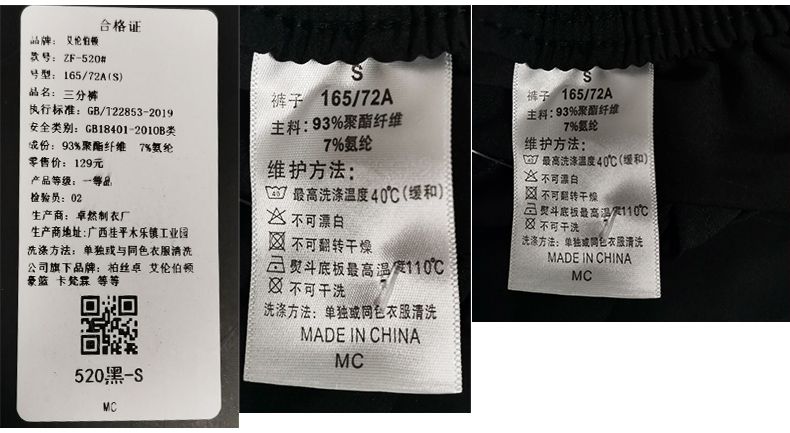 合格证
品牌: 艾伦伯顿
款号: ZF-520#
号型: 165/72A(S)
品名: 三分裤
执行标准: GB/T22853-2019
安全类别: GB18401-2010B类
成份: 93%聚酯纤维 7%氨纶
零售价: 129元
产品等级: 一等品
检验员: 02
生产商: 卓然制衣厂
生产商地址:广西桂平木乐镇工业园
洗涤方法: 单独或与同色衣服清洗
公司旗下品牌: 柏丝卓 艾伦伯顿
豪篮 卡梵霖 等等
520黑-S
MC
S
裤子 165/72A
主料: 93%聚酯纤维
7%氨纶
维护方法:
40 最高洗涤温度40℃(缓和)
不可漂白
不可翻转干燥
熨斗底板最高温度110℃
不可干洗
洗涤方法: 单独或同色衣服清洗
MADE IN CHINA
MC
S
裤子 165/72A
主料: 93%聚酯纤维
7%氨纶
维护方法:
最高洗涤温度40℃(缓和)
不可漂白
不可翻转干燥
熨斗底板最高温度110℃
不可干洗
洗涤方法: 单独或同色衣服清洗
MADE IN CHINA
MC